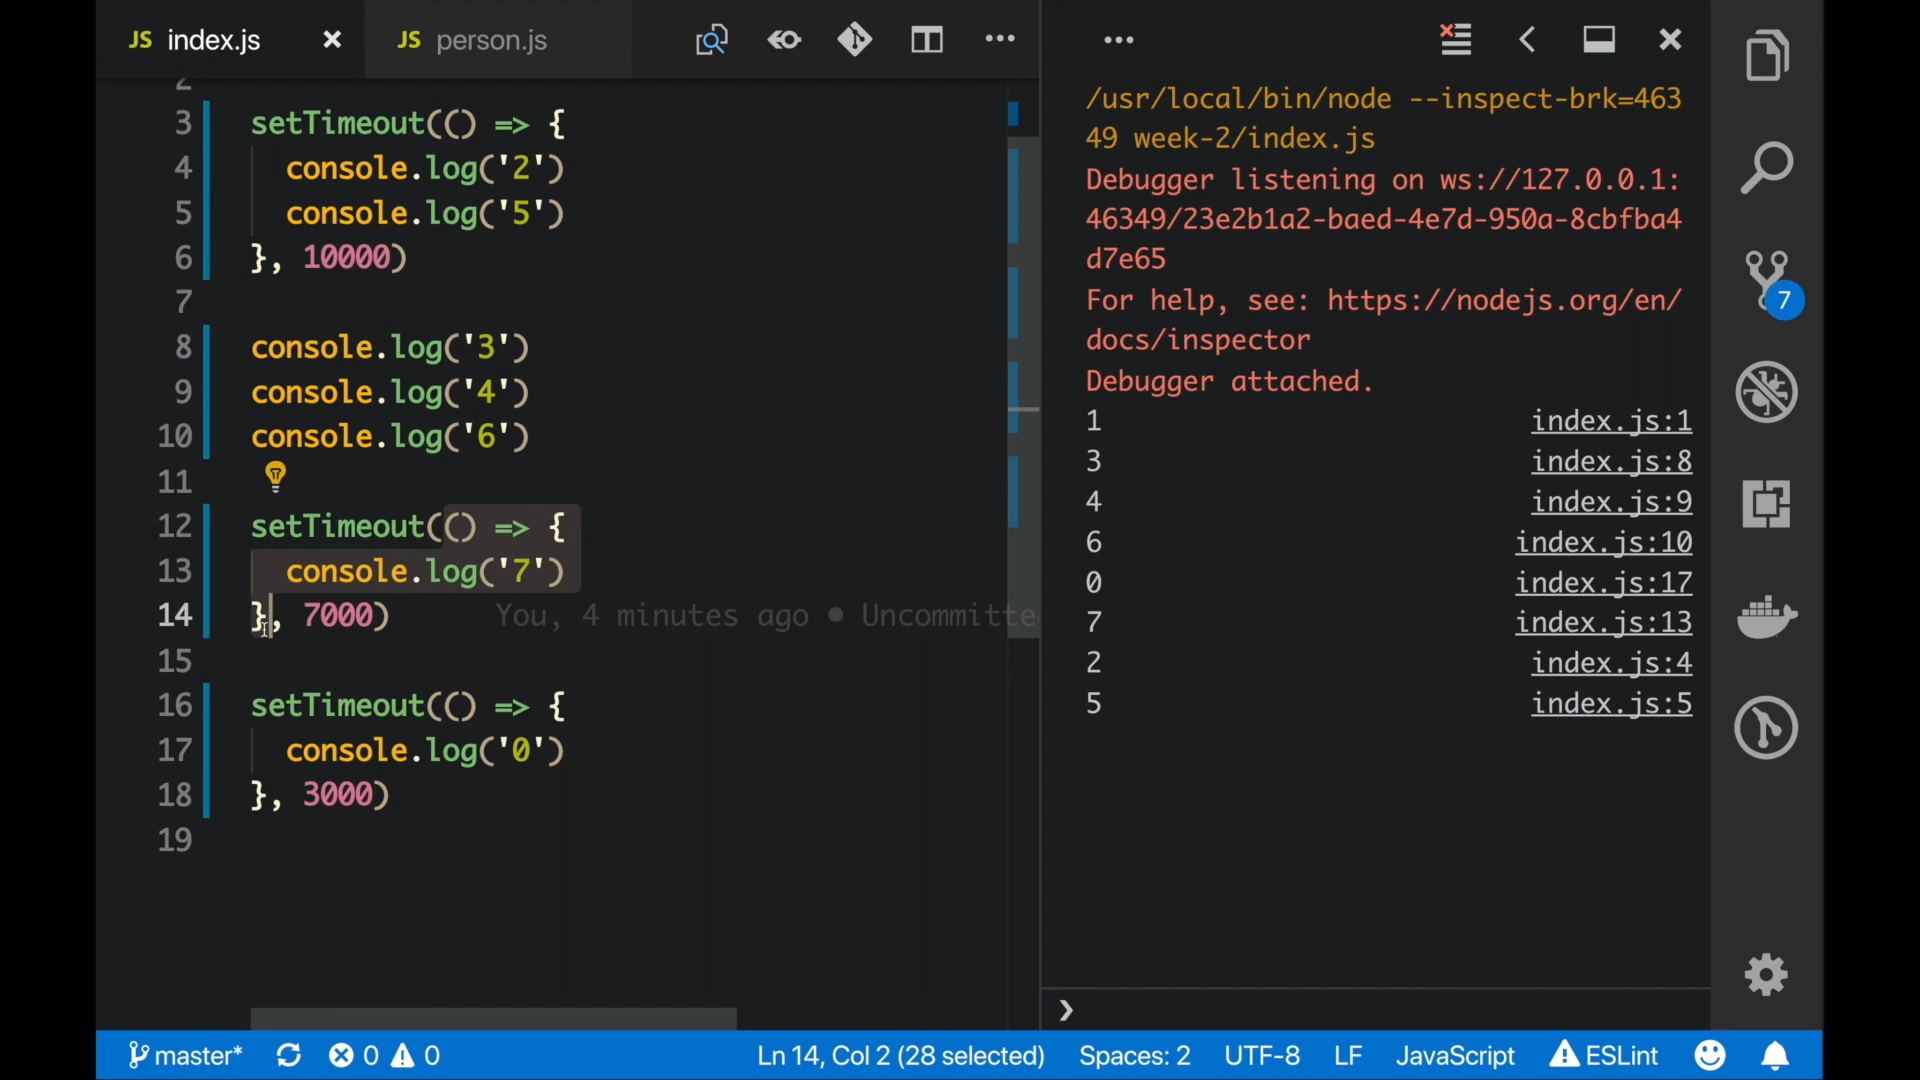 JS index.js
JS person.js
2
3 setTimeout(() => {
4 console.log('2')
5 console.log('5')
6 }, 10000)
7
8 console.log('3')
9 console.log('4')
10 console.log('6')
11
12 setTimeout(() => {
13 console.log('7')
14 }, 7000) You, 4 minutes ago • Uncommitte
15
16 setTimeout(() => {
17 console.log('0')
18 }, 3000)
19
/usr/local/bin/node --inspect-brk=463
49 week-2/index.js
Debugger listening on ws://127.0.0.1:
46349/23e2b1a2-baed-4e7d-950a-8cbfba4
d7e65
For help, see: https://nodejs.org/en/
docs/inspector
Debugger attached.
1 index.js:1
3 index.js:8
4 index.js:9
6 index.js:10
0 index.js:17
7 index.js:13
2 index.js:4
5 index.js:5
7
master* 0 0 Ln 14, Col 2 (28 selected) Spaces: 2 UTF-8 LF JavaScript ESLint